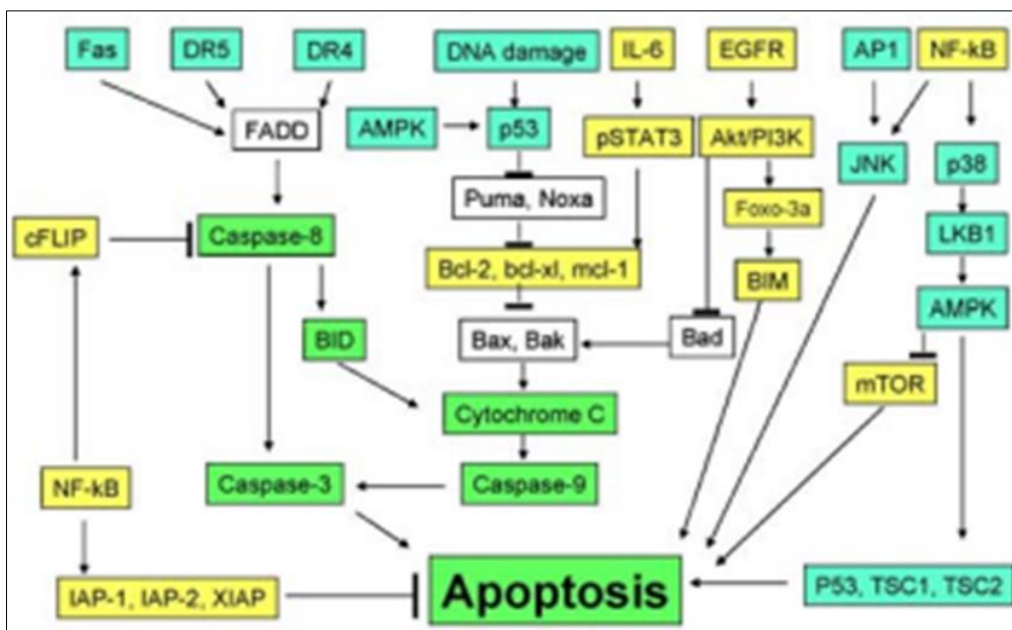 Fas
DR5
DR4
DNA damage
IL-6
EGFR
AP1
NF-kB
FADD
AMPK
p53
pSTAT3
Akt/PI3K
JNK
p38
Puma, Noxa
Foxo-3a
cFLIP
Caspase-8
LKB1
Bcl-2, bcl-xl, mcl-1
BIM
AMPK
BID
Bax, Bak
Bad
mTOR
Cytochrome C
NF-kB
Caspase-3
Caspase-9
IAP-1, IAP-2, XIAP
Apoptosis
P53, TSC1, TSC2